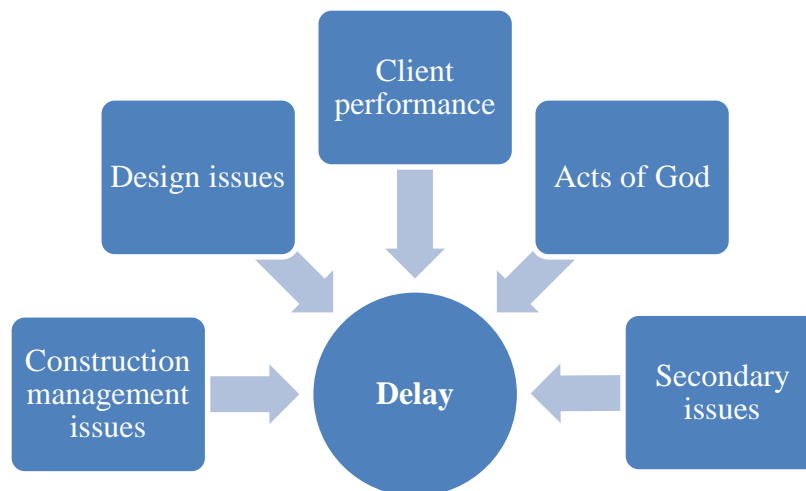 Client
performance
Design issues
Acts of God
Construction
management
issues
Delay
Secondary
issues